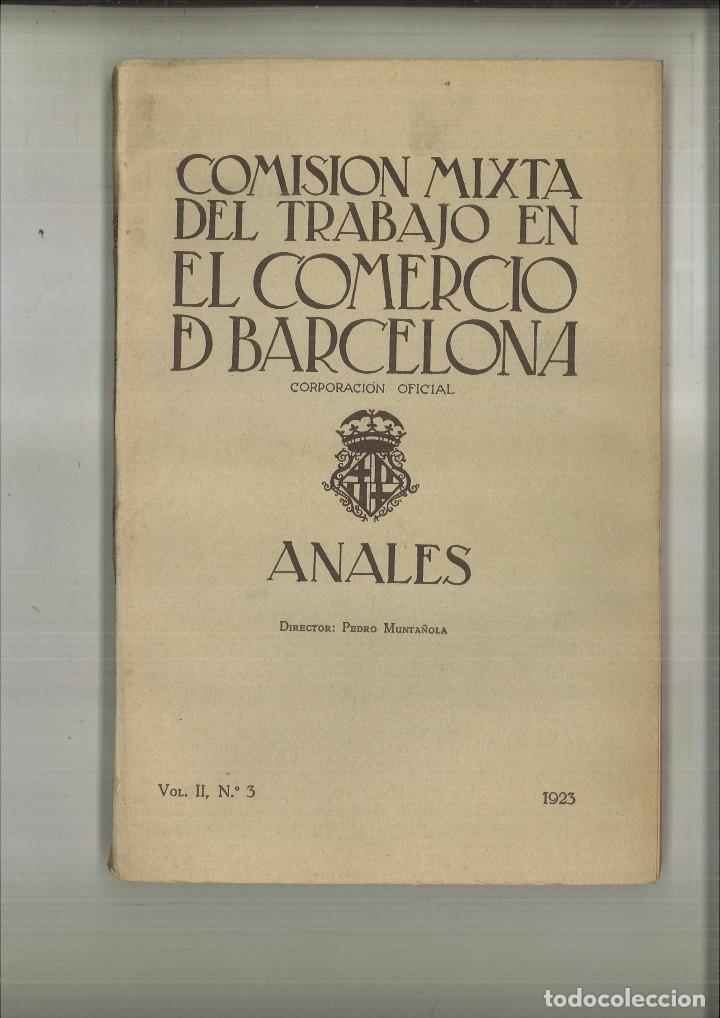 COMISION MIXTA
DEL TRABAJO EN
EL COMERCIO
DE BARCELONA
CORPORACIÓN OFICIAL
ANALES
DIRECTOR: PEDRO MUNTAÑOLA
VOL. II, N.º 3
1923
todocoleccion